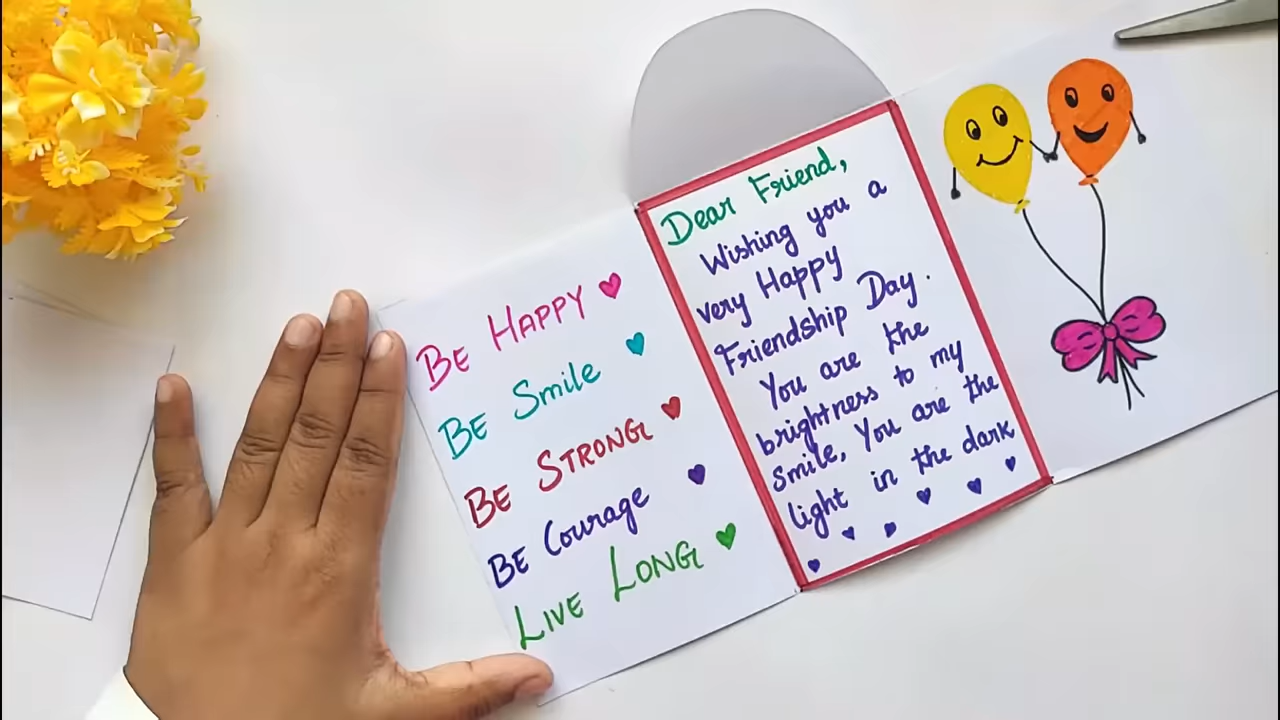 Be Happy
Be Smile
Be Strong
Be Courage
Live Long
Dear Friend,
Wishing you a
very Happy
Friendship Day.
You are the
brightness to my
smile, You are the
light in the dark